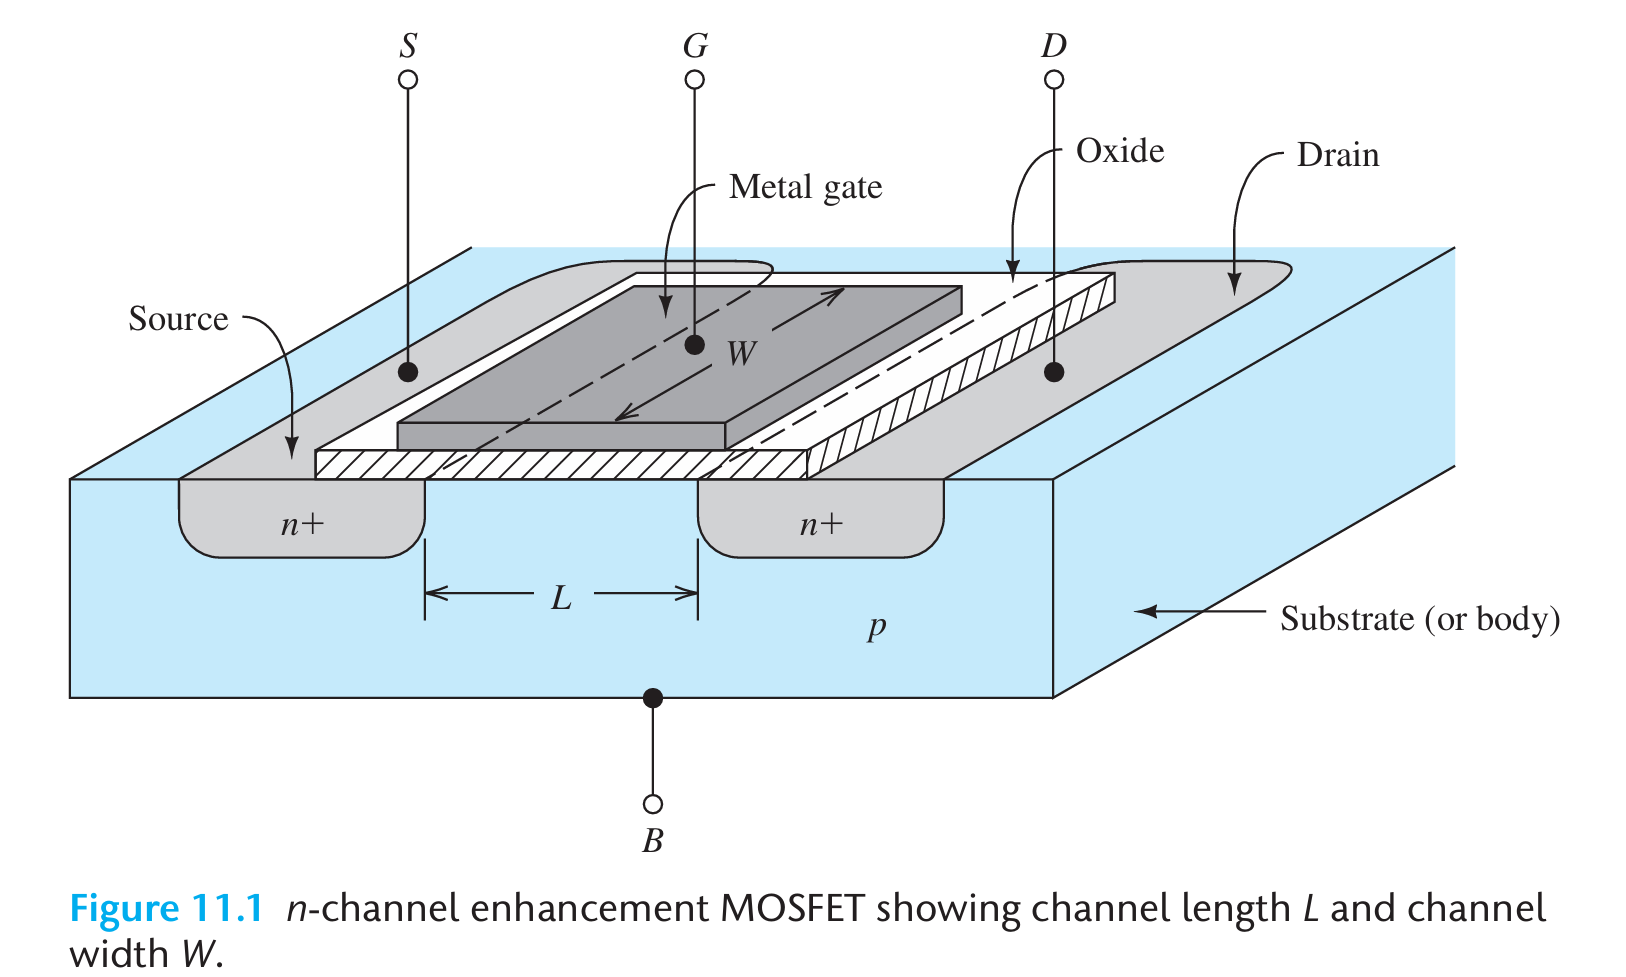 S
G
D
Oxide
Drain
Metal gate
Source
W
n+
n+
L
p
Substrate (or body)
B
Figure 11.1 n-channel enhancement MOSFET showing channel length L and channel
width W.